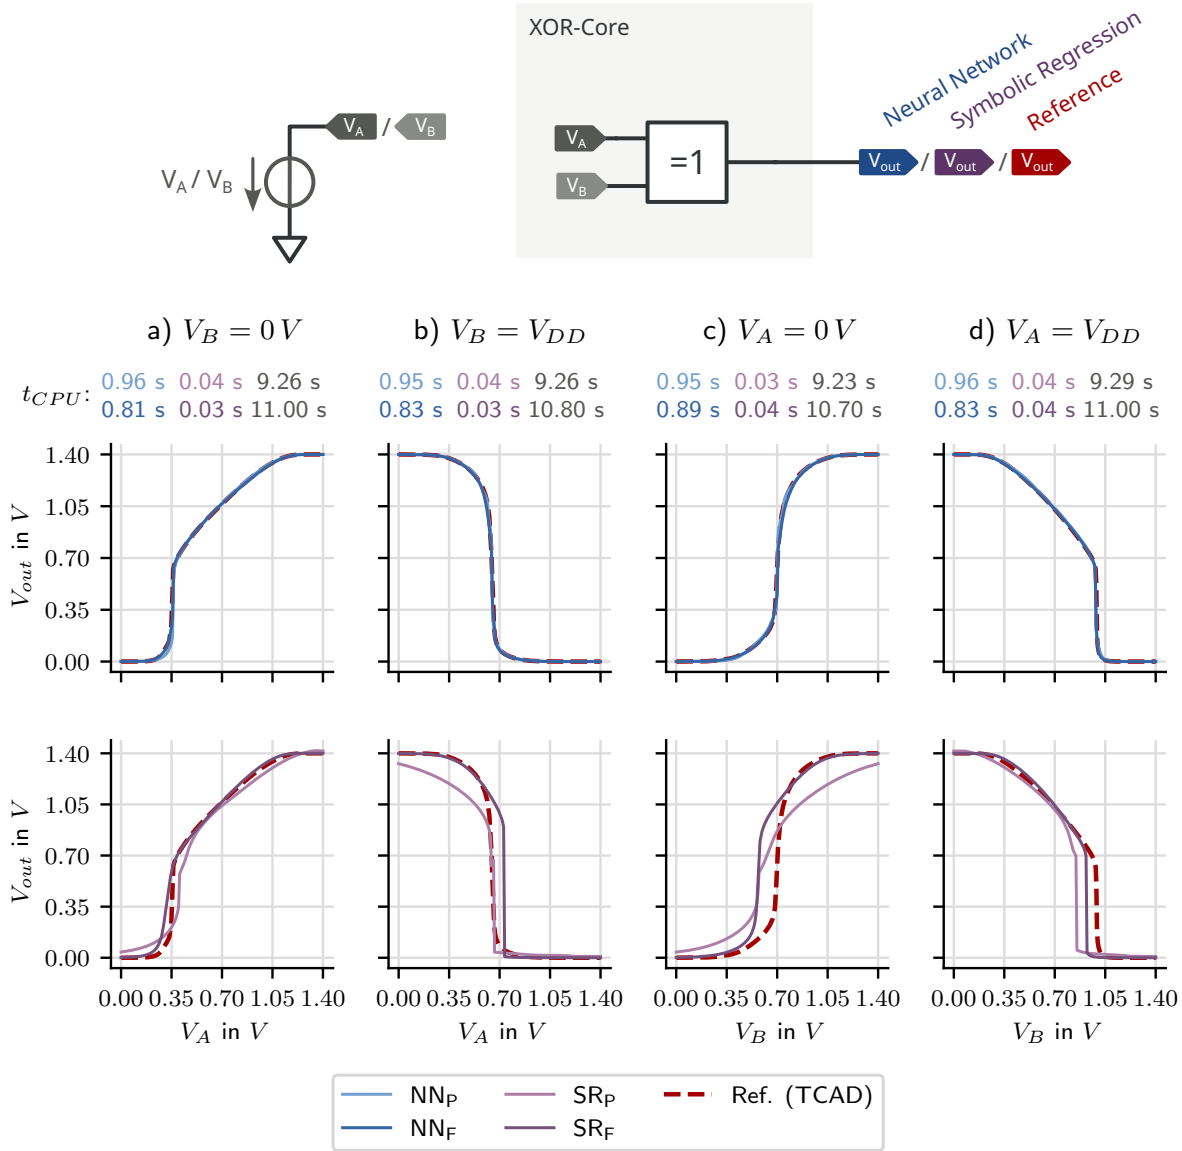 XOR-Core
Neural Network
Symbolic Regression
Reference
V_A / V_B
V_A / V_B
V_A
V_B
=1
V_out / V_out / V_out
a) V_B = 0 V
b) V_B = V_DD
c) V_A = 0 V
d) V_A = V_DD
t_CPU:
0.96 s 0.04 s 9.26 s
0.81 s 0.03 s 11.00 s
0.95 s 0.04 s 9.26 s
0.83 s 0.03 s 10.80 s
0.95 s 0.03 s 9.23 s
0.89 s 0.04 s 10.70 s
0.96 s 0.04 s 9.29 s
0.83 s 0.04 s 11.00 s
V_out in V
1.40
1.05
0.70
0.35
0.00
V_out in V
1.40
1.05
0.70
0.35
0.00
0.00 0.35 0.70 1.05 1.40
V_A in V
0.00 0.35 0.70 1.05 1.40
V_A in V
0.00 0.35 0.70 1.05 1.40
V_B in V
0.00 0.35 0.70 1.05 1.40
V_B in V
NN_P
NN_F
SR_P
SR_F
Ref. (TCAD)